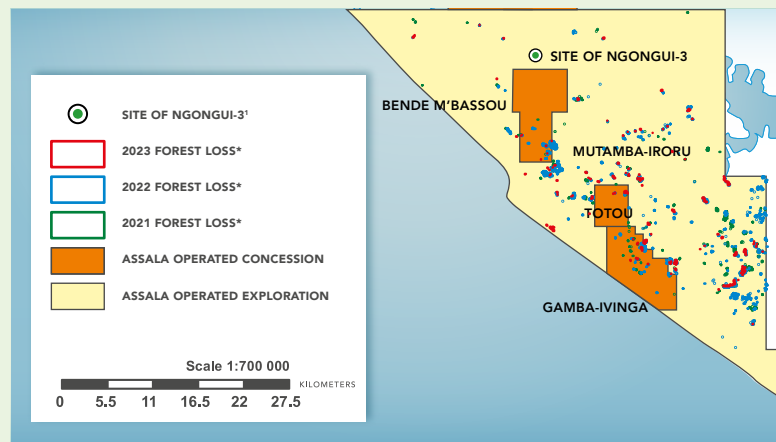 SITE OF NGONGUI-3
BENDE M'BASSOU
MUTAMBA-IRORU
TOTOU
GAMBA-IVINGA
SITE OF NGONGUI-3¹
2023 FOREST LOSS*
2022 FOREST LOSS*
2021 FOREST LOSS*
ASSALA OPERATED CONCESSION
ASSALA OPERATED EXPLORATION
Scale 1:700 000
KILOMETERS
0 5.5 11 16.5 22 27.5